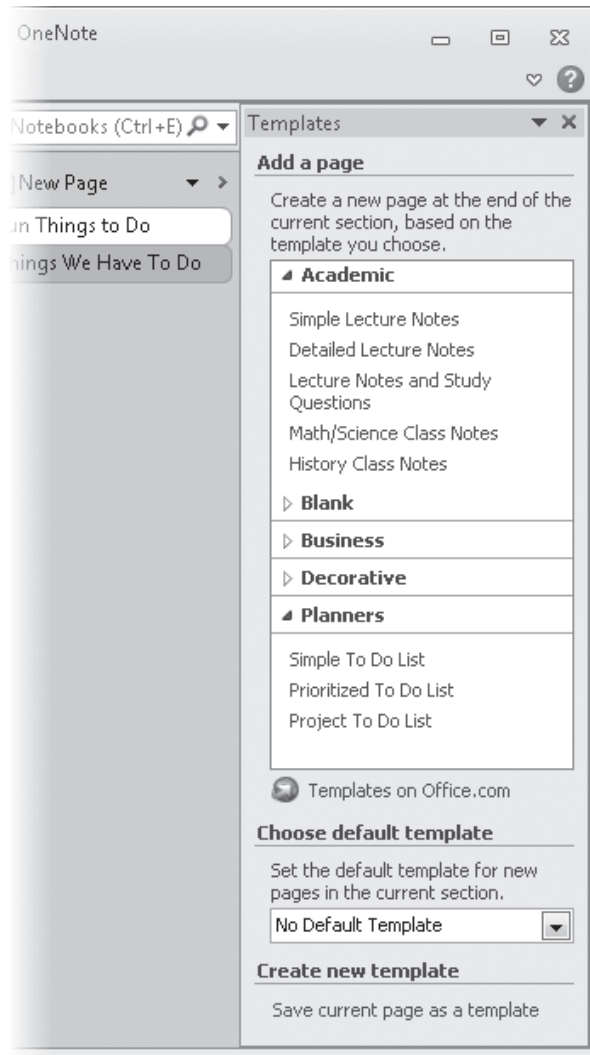 OneNote
Notebooks (Ctrl+E)
Templates
New Page
Things to Do
We Have To Do
Add a page
Create a new page at the end of the
current section, based on the
template you choose.
Academic
Simple Lecture Notes
Detailed Lecture Notes
Lecture Notes and Study
Questions
Math/Science Class Notes
History Class Notes
Blank
Business
Decorative
Planners
Simple To Do List
Prioritized To Do List
Project To Do List
Templates on Office.com
Choose default template
Set the default template for new
pages in the current section.
No Default Template
Create new template
Save current page as a template